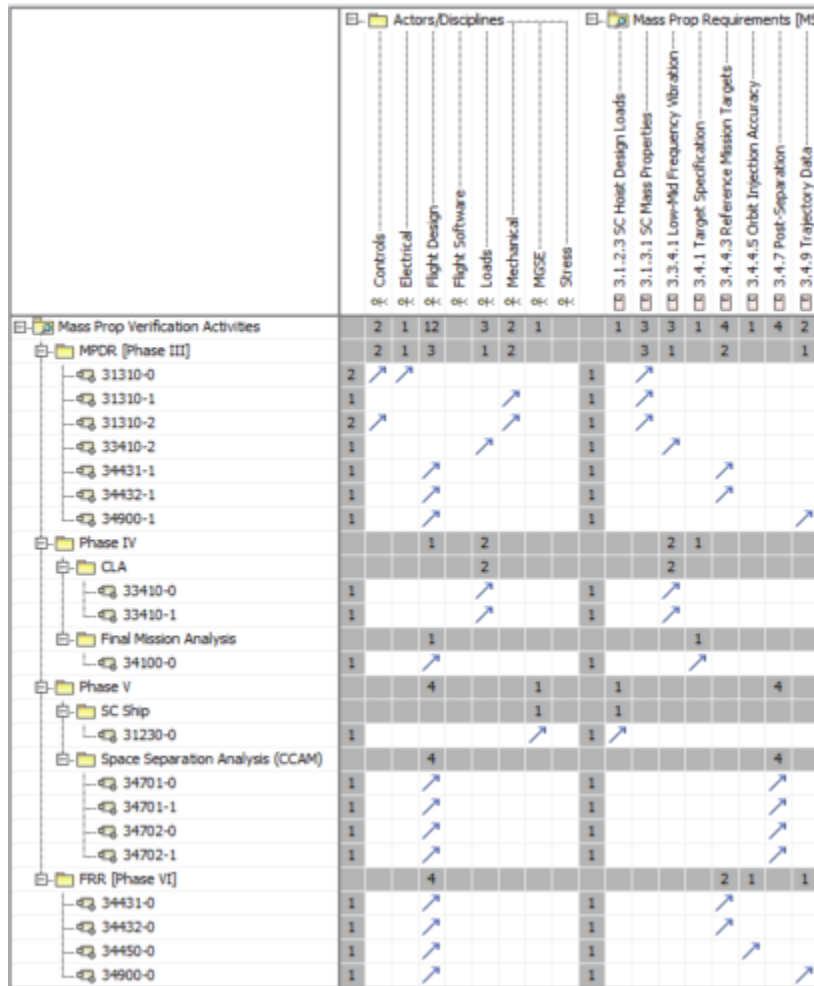 Actors/Disciplines
Mass Prop Requirements [MS
Controls
Electrical
Flight Design
Flight Software
Loads
Mechanical
MGSE
Stress
3.1.2.3 SC Hoist Design Loads
3.1.3.1 SC Mass Properties
3.3.4.1 Low-Mid Frequency Vibration
3.4.1 Target Specification
3.4.4.3 Reference Mission Targets
3.4.4.5 Orbit Injection Accuracy
3.4.7 Post-Separation
3.4.9 Trajectory Data
Mass Prop Verification Activities 2 1 12 3 2 1 1 3 3 1 4 1 4 2
MPDR [Phase III] 2 1 3 1 2 3 1 2 1
31310-0 2 1
31310-1 1 1
31310-2 2 1
33410-2 1 1
34431-1 1 1
34432-1 1 1
34900-1 1 1
Phase IV 1 2 2 1
CLA 2 2
33410-0 1 1
33410-1 1 1
Final Mission Analysis 1 1
34100-0 1 1
Phase V 4 1 1 4
SC Ship 1 1
31230-0 1 1
Space Separation Analysis (CCAM) 4 4
34701-0 1 1
34701-1 1 1
34702-0 1 1
34702-1 1 1
FRR [Phase VI] 4 2 1 1
34431-0 1 1
34432-0 1 1
34450-0 1 1
34900-0 1 1